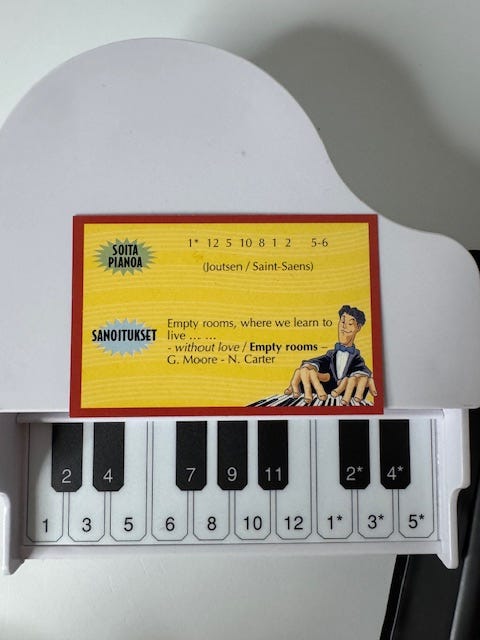 SOITA
PIANOA
1* 12 5 10 8 1 2 5-6
(Joutsen / Saint-Saens)
SANOITUKSET
Empty rooms, where we learn to
live ... ...
- without love / Empty rooms –
G. Moore - N. Carter
2 4 7 9 11 2* 4*
1 3 5 6 8 10 12 1* 3* 5*